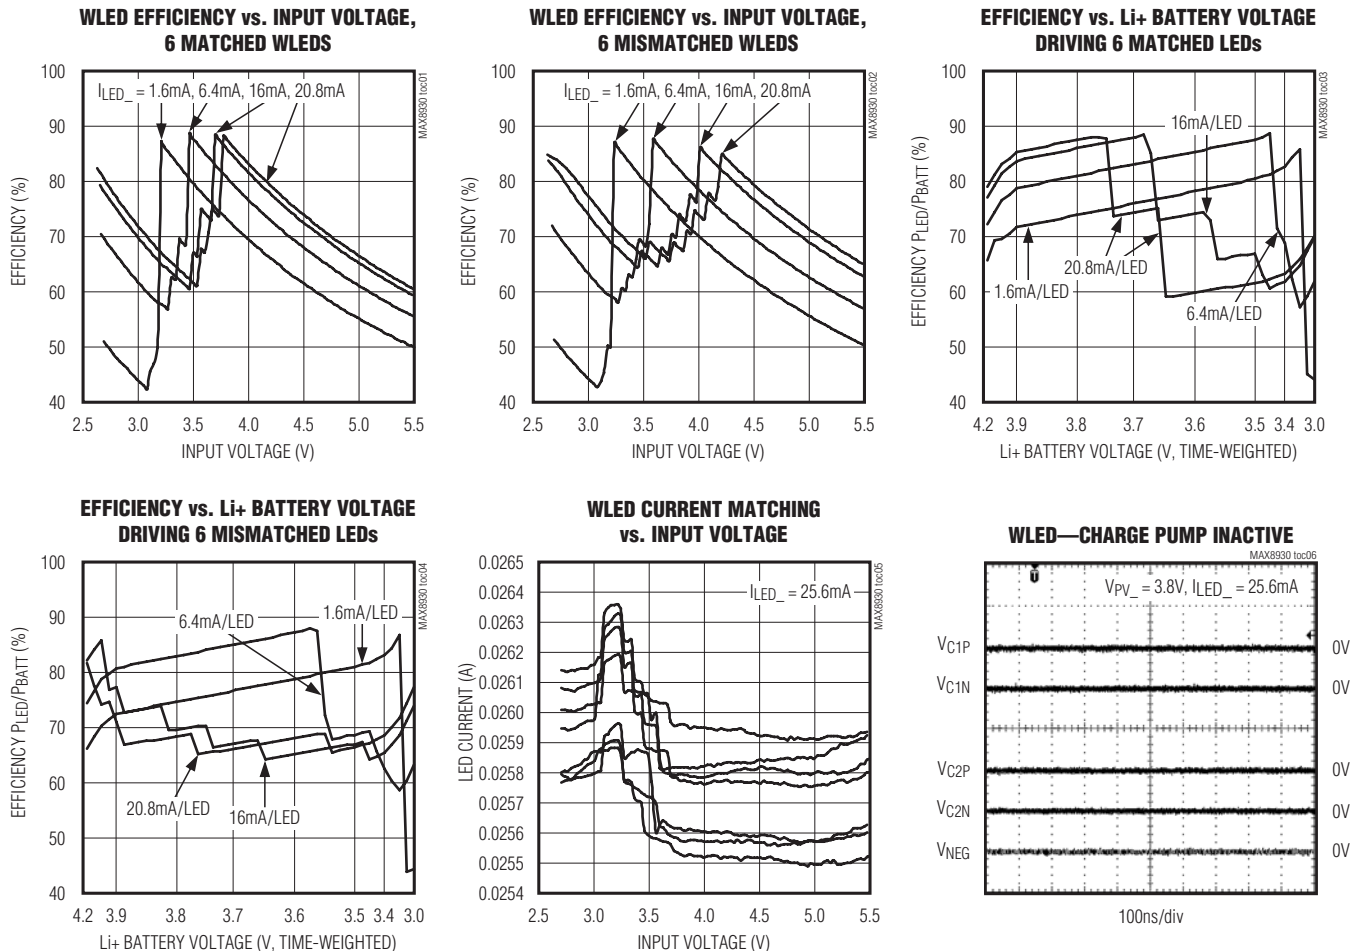 WLED EFFICIENCY vs. INPUT VOLTAGE,
6 MATCHED WLEDS
EFFICIENCY (%)
100
90
80
70
60
50
40
ILED_ = 1.6mA, 6.4mA, 16mA, 20.8mA
MAX8930 toc01
2.5 3.0 3.5 4.0 4.5 5.0 5.5
INPUT VOLTAGE (V)
WLED EFFICIENCY vs. INPUT VOLTAGE,
6 MISMATCHED WLEDS
EFFICIENCY (%)
100
90
80
70
60
50
40
ILED_ = 1.6mA, 6.4mA, 16mA, 20.8mA
MAX8930 toc02
2.5 3.0 3.5 4.0 4.5 5.0 5.5
INPUT VOLTAGE (V)
EFFICIENCY vs. Li+ BATTERY VOLTAGE
DRIVING 6 MATCHED LEDs
EFFICIENCY PLED/PBATT (%)
100
90
80
70
60
50
40
MAX8930 toc03
16mA/LED
20.8mA/LED
1.6mA/LED
6.4mA/LED
4.2 3.9 3.8 3.7 3.6 3.5 3.4 3.0
Li+ BATTERY VOLTAGE (V, TIME-WEIGHTED)
EFFICIENCY vs. Li+ BATTERY VOLTAGE
DRIVING 6 MISMATCHED LEDs
EFFICIENCY PLED/PBATT (%)
100
90
80
70
60
50
40
MAX8930 toc04
1.6mA/LED
6.4mA/LED
20.8mA/LED
16mA/LED
4.2 3.9 3.8 3.7 3.6 3.5 3.4 3.0
Li+ BATTERY VOLTAGE (V, TIME-WEIGHTED)
WLED CURRENT MATCHING
vs. INPUT VOLTAGE
LED CURRENT (A)
0.0265
0.0264
0.0263
0.0262
0.0261
0.0260
0.0259
0.0258
0.0257
0.0256
0.0255
0.0254
ILED_ = 25.6mA
MAX8930 toc05
2.5 3.0 3.5 4.0 4.5 5.0 5.5
INPUT VOLTAGE (V)
WLED—CHARGE PUMP INACTIVE
MAX8930 toc06
VPV_ = 3.8V, ILED_ = 25.6mA
VC1P 0V
VC1N 0V
VC2P 0V
VC2N 0V
VNEG 0V
100ns/div